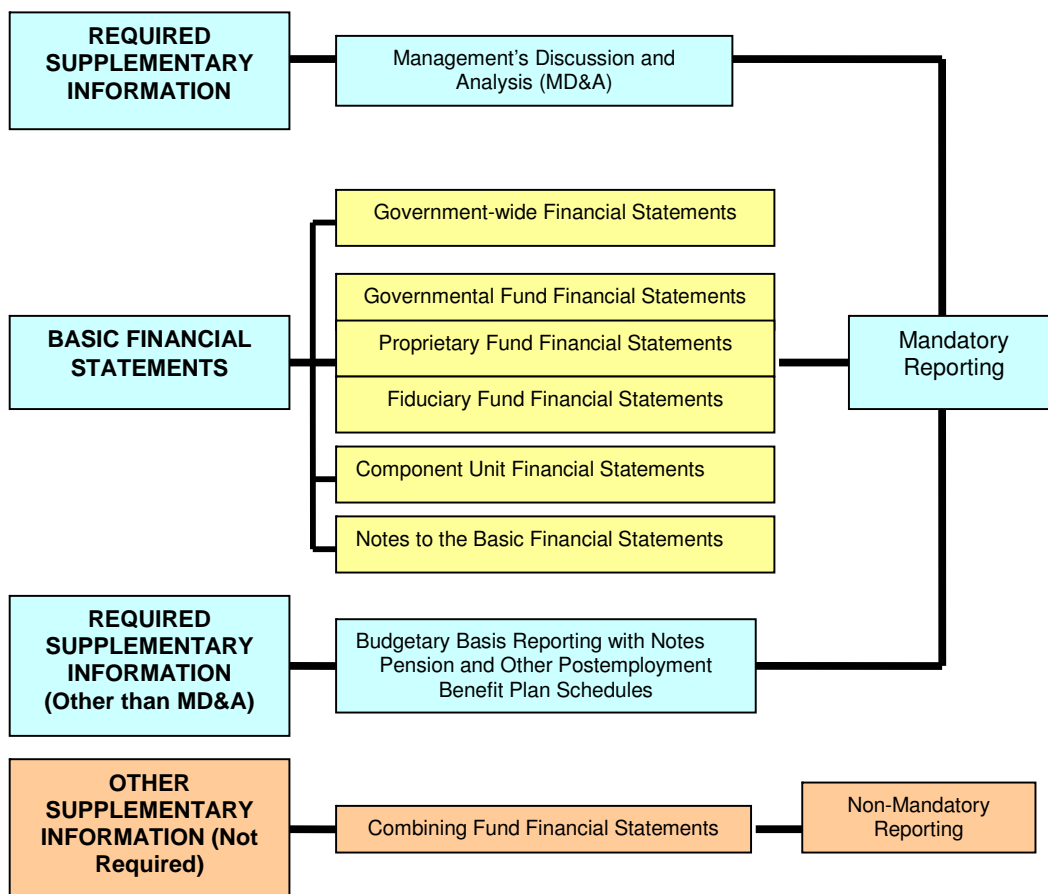 REQUIRED
SUPPLEMENTARY
INFORMATION
Management's Discussion and
Analysis (MD&A)
Government-wide Financial Statements
Governmental Fund Financial Statements
BASIC FINANCIAL
STATEMENTS
Proprietary Fund Financial Statements
Mandatory
Reporting
Fiduciary Fund Financial Statements
Component Unit Financial Statements
Notes to the Basic Financial Statements
REQUIRED
SUPPLEMENTARY
INFORMATION
(Other than MD&A)
Budgetary Basis Reporting with Notes
Pension and Other Postemployment
Benefit Plan Schedules
OTHER
SUPPLEMENTARY
INFORMATION (Not
Required)
Combining Fund Financial Statements
Non-Mandatory
Reporting